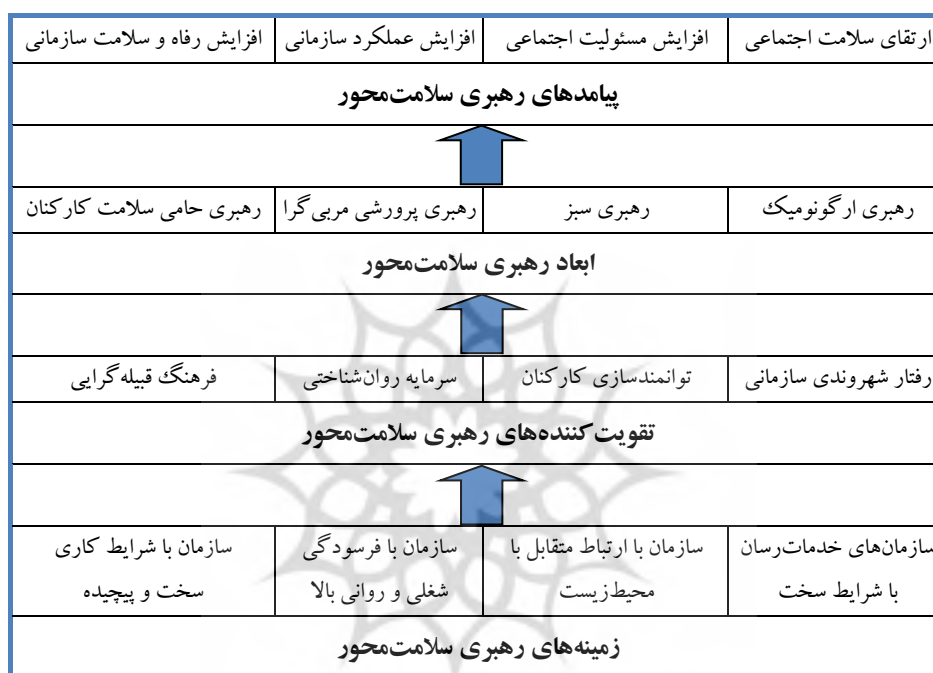 ارتقای سلامت اجتماعی
افزایش مسئولیت اجتماعی
افزایش عملکرد سازمانی
افزایش رفاه و سلامت سازمانی
پیامدهای رهبری سلامت‌محور
رهبری ارگونومیک
رهبری سبز
رهبری پرورشی مربی‌گرا
رهبری حامی سلامت کارکنان
ابعاد رهبری سلامت‌محور
رفتار شهروندی سازمانی
توانمندسازی کارکنان
سرمایه روان‌شناختی
فرهنگ قبیله‌گرایی
تقویت‌کننده‌های رهبری سلامت‌محور
سازمان‌های خدمات‌رسان
با شرایط سخت
سازمان با ارتباط متقابل با
محیط‌زیست
سازمان با فرسودگی
شغلی و روانی بالا
سازمان با شرایط کاری
سخت و پیچیده
زمینه‌های رهبری سلامت‌محور